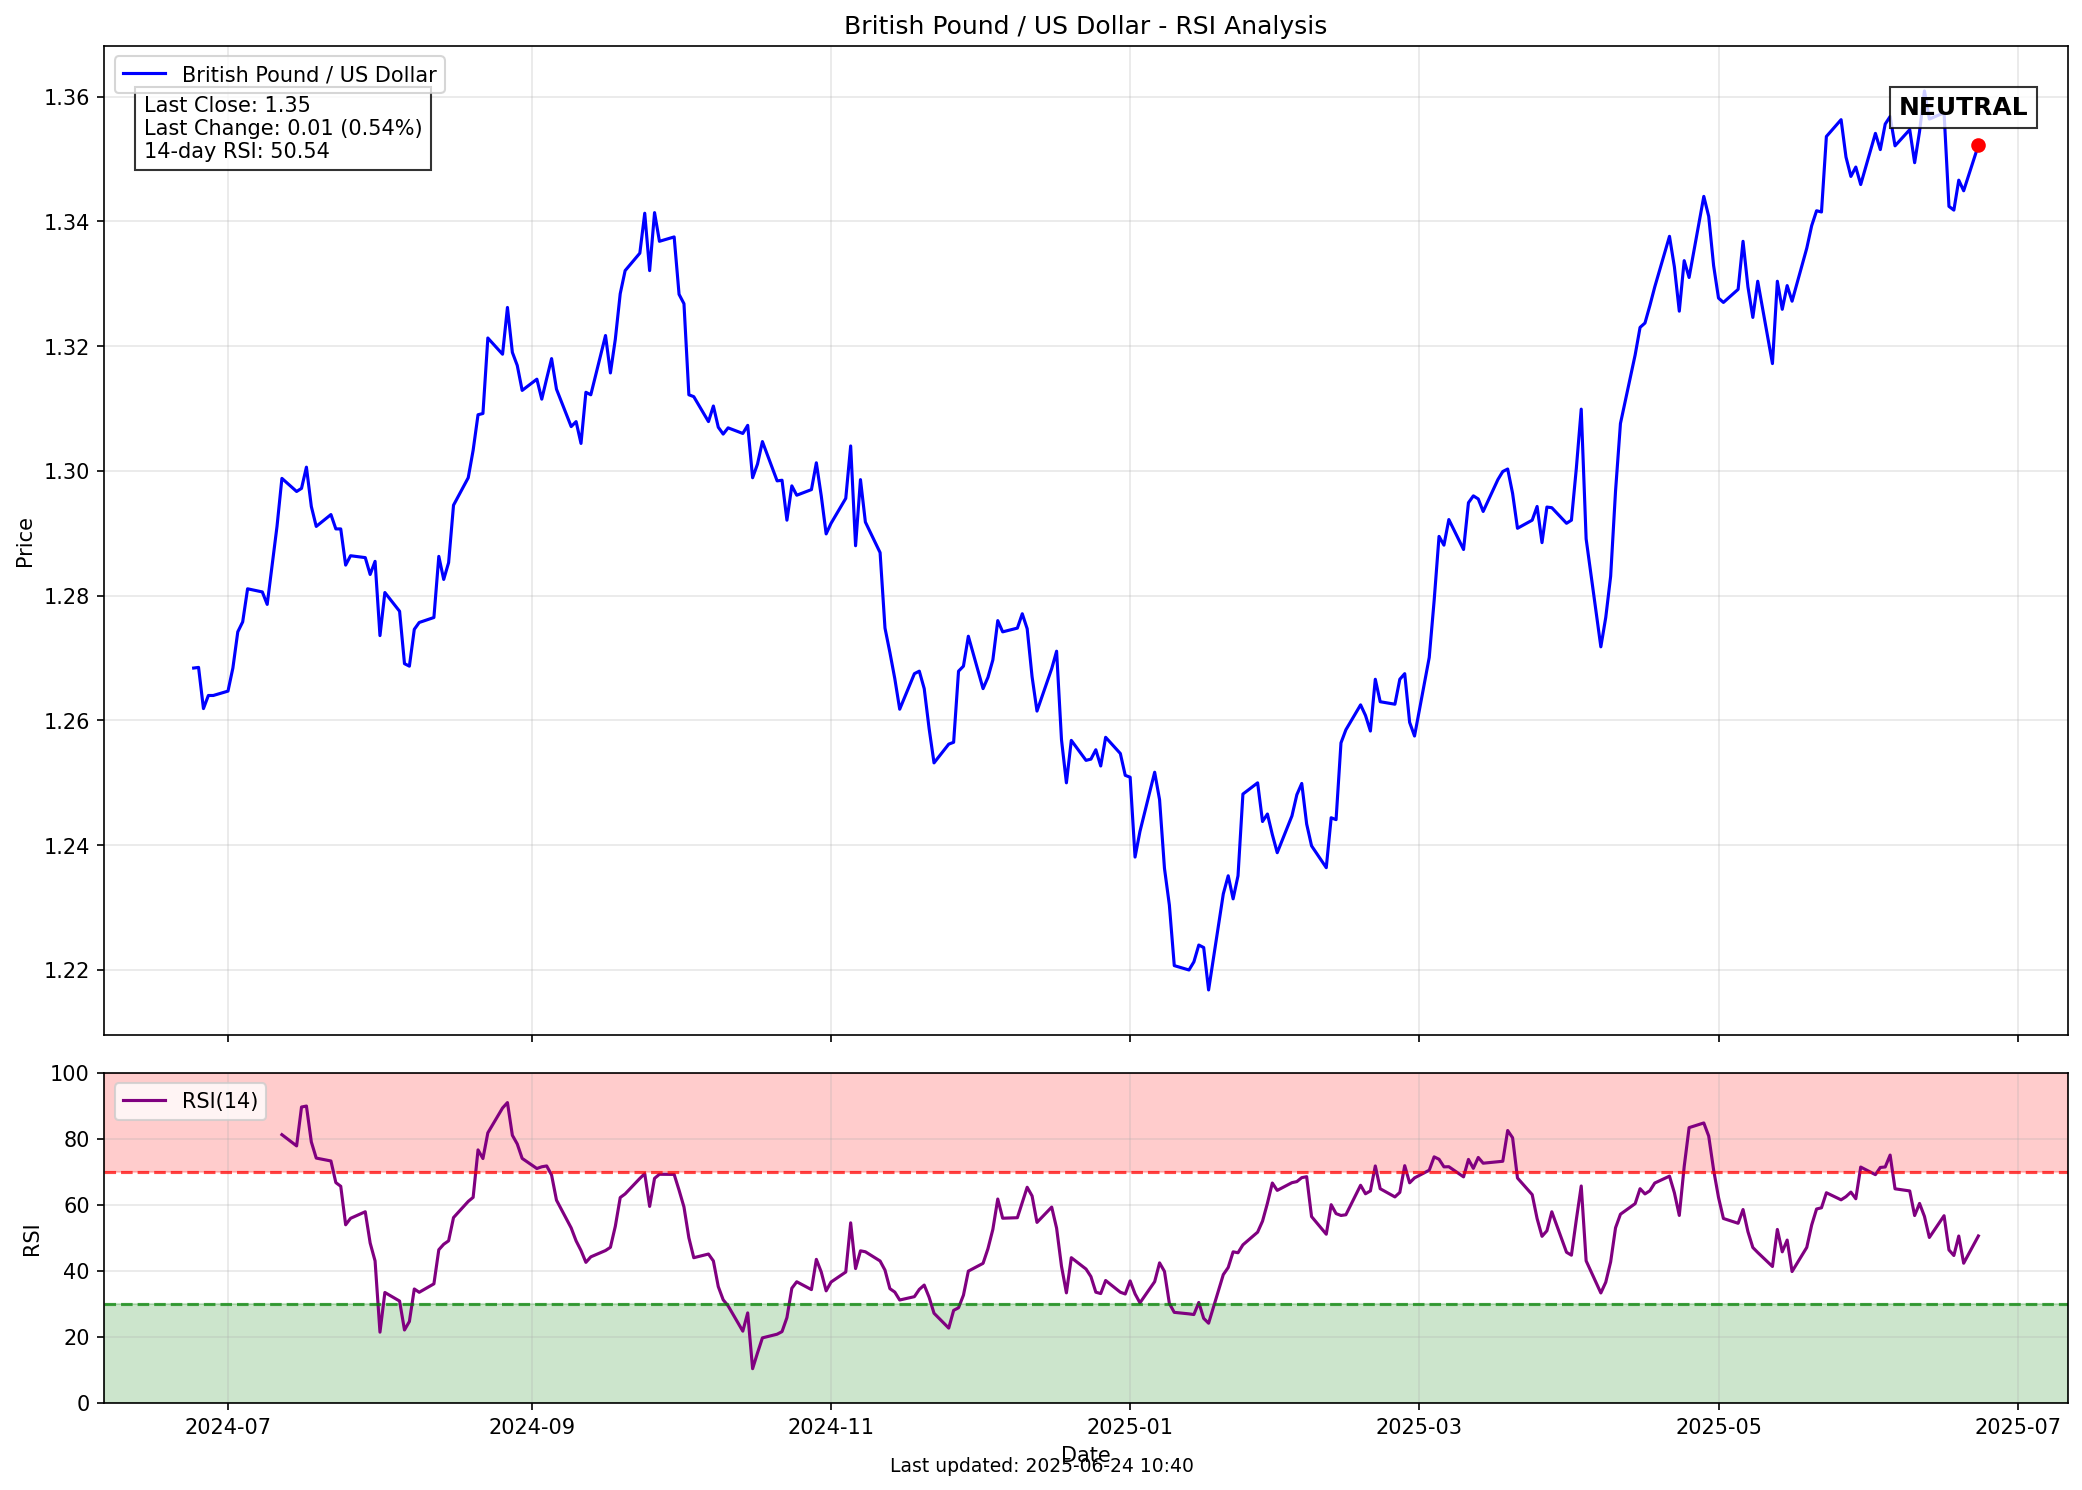 British Pound / US Dollar - RSI Analysis
British Pound / US Dollar
Last Close: 1.35
Last Change: 0.01 (0.54%)
14-day RSI: 50.54
NEUTRAL
Price
1.36
1.34
1.32
1.30
1.28
1.26
1.24
1.22
RSI(14)
RSI
100
80
60
40
20
0
2024-07
2024-09
2024-11
2025-01
2025-03
2025-05
2025-07
Date
Last updated: 2025-06-24 10:40